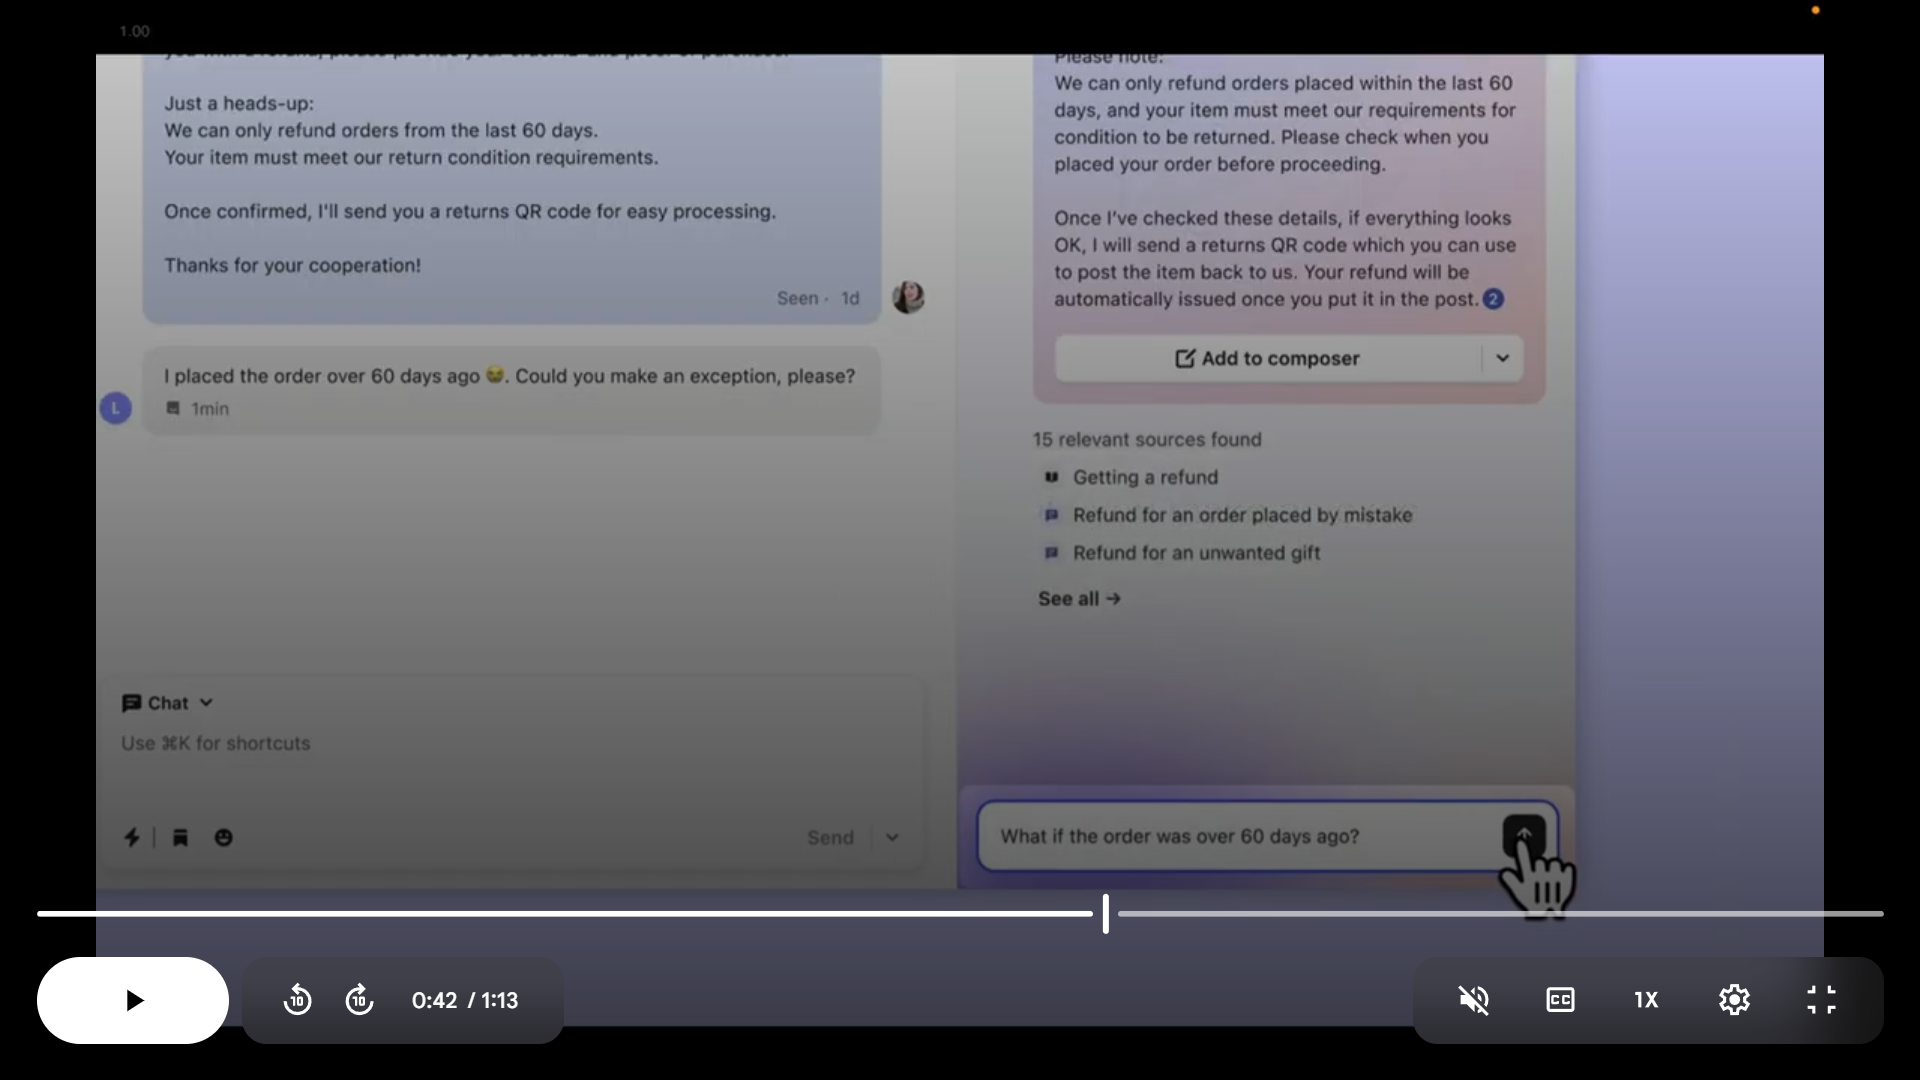 1.00
Just a heads-up:
We can only refund orders from the last 60 days.
Your item must meet our return condition requirements.
Once confirmed, I'll send you a returns QR code for easy processing.
Thanks for your cooperation!
Seen · 1d
I placed the order over 60 days ago 😭. Could you make an exception, please?
L
1min
Chat
Use ⌘K for shortcuts
Send
Please note:
We can only refund orders placed within the last 60
days, and your item must meet our requirements for
condition to be returned. Please check when you
placed your order before proceeding.
Once I've checked these details, if everything looks
OK, I will send a returns QR code which you can use
to post the item back to us. Your refund will be
automatically issued once you put it in the post. 2
Add to composer
15 relevant sources found
Getting a refund
Refund for an order placed by mistake
Refund for an unwanted gift
See all →
What if the order was over 60 days ago?
10
10
0:42 / 1:13
CC
1X